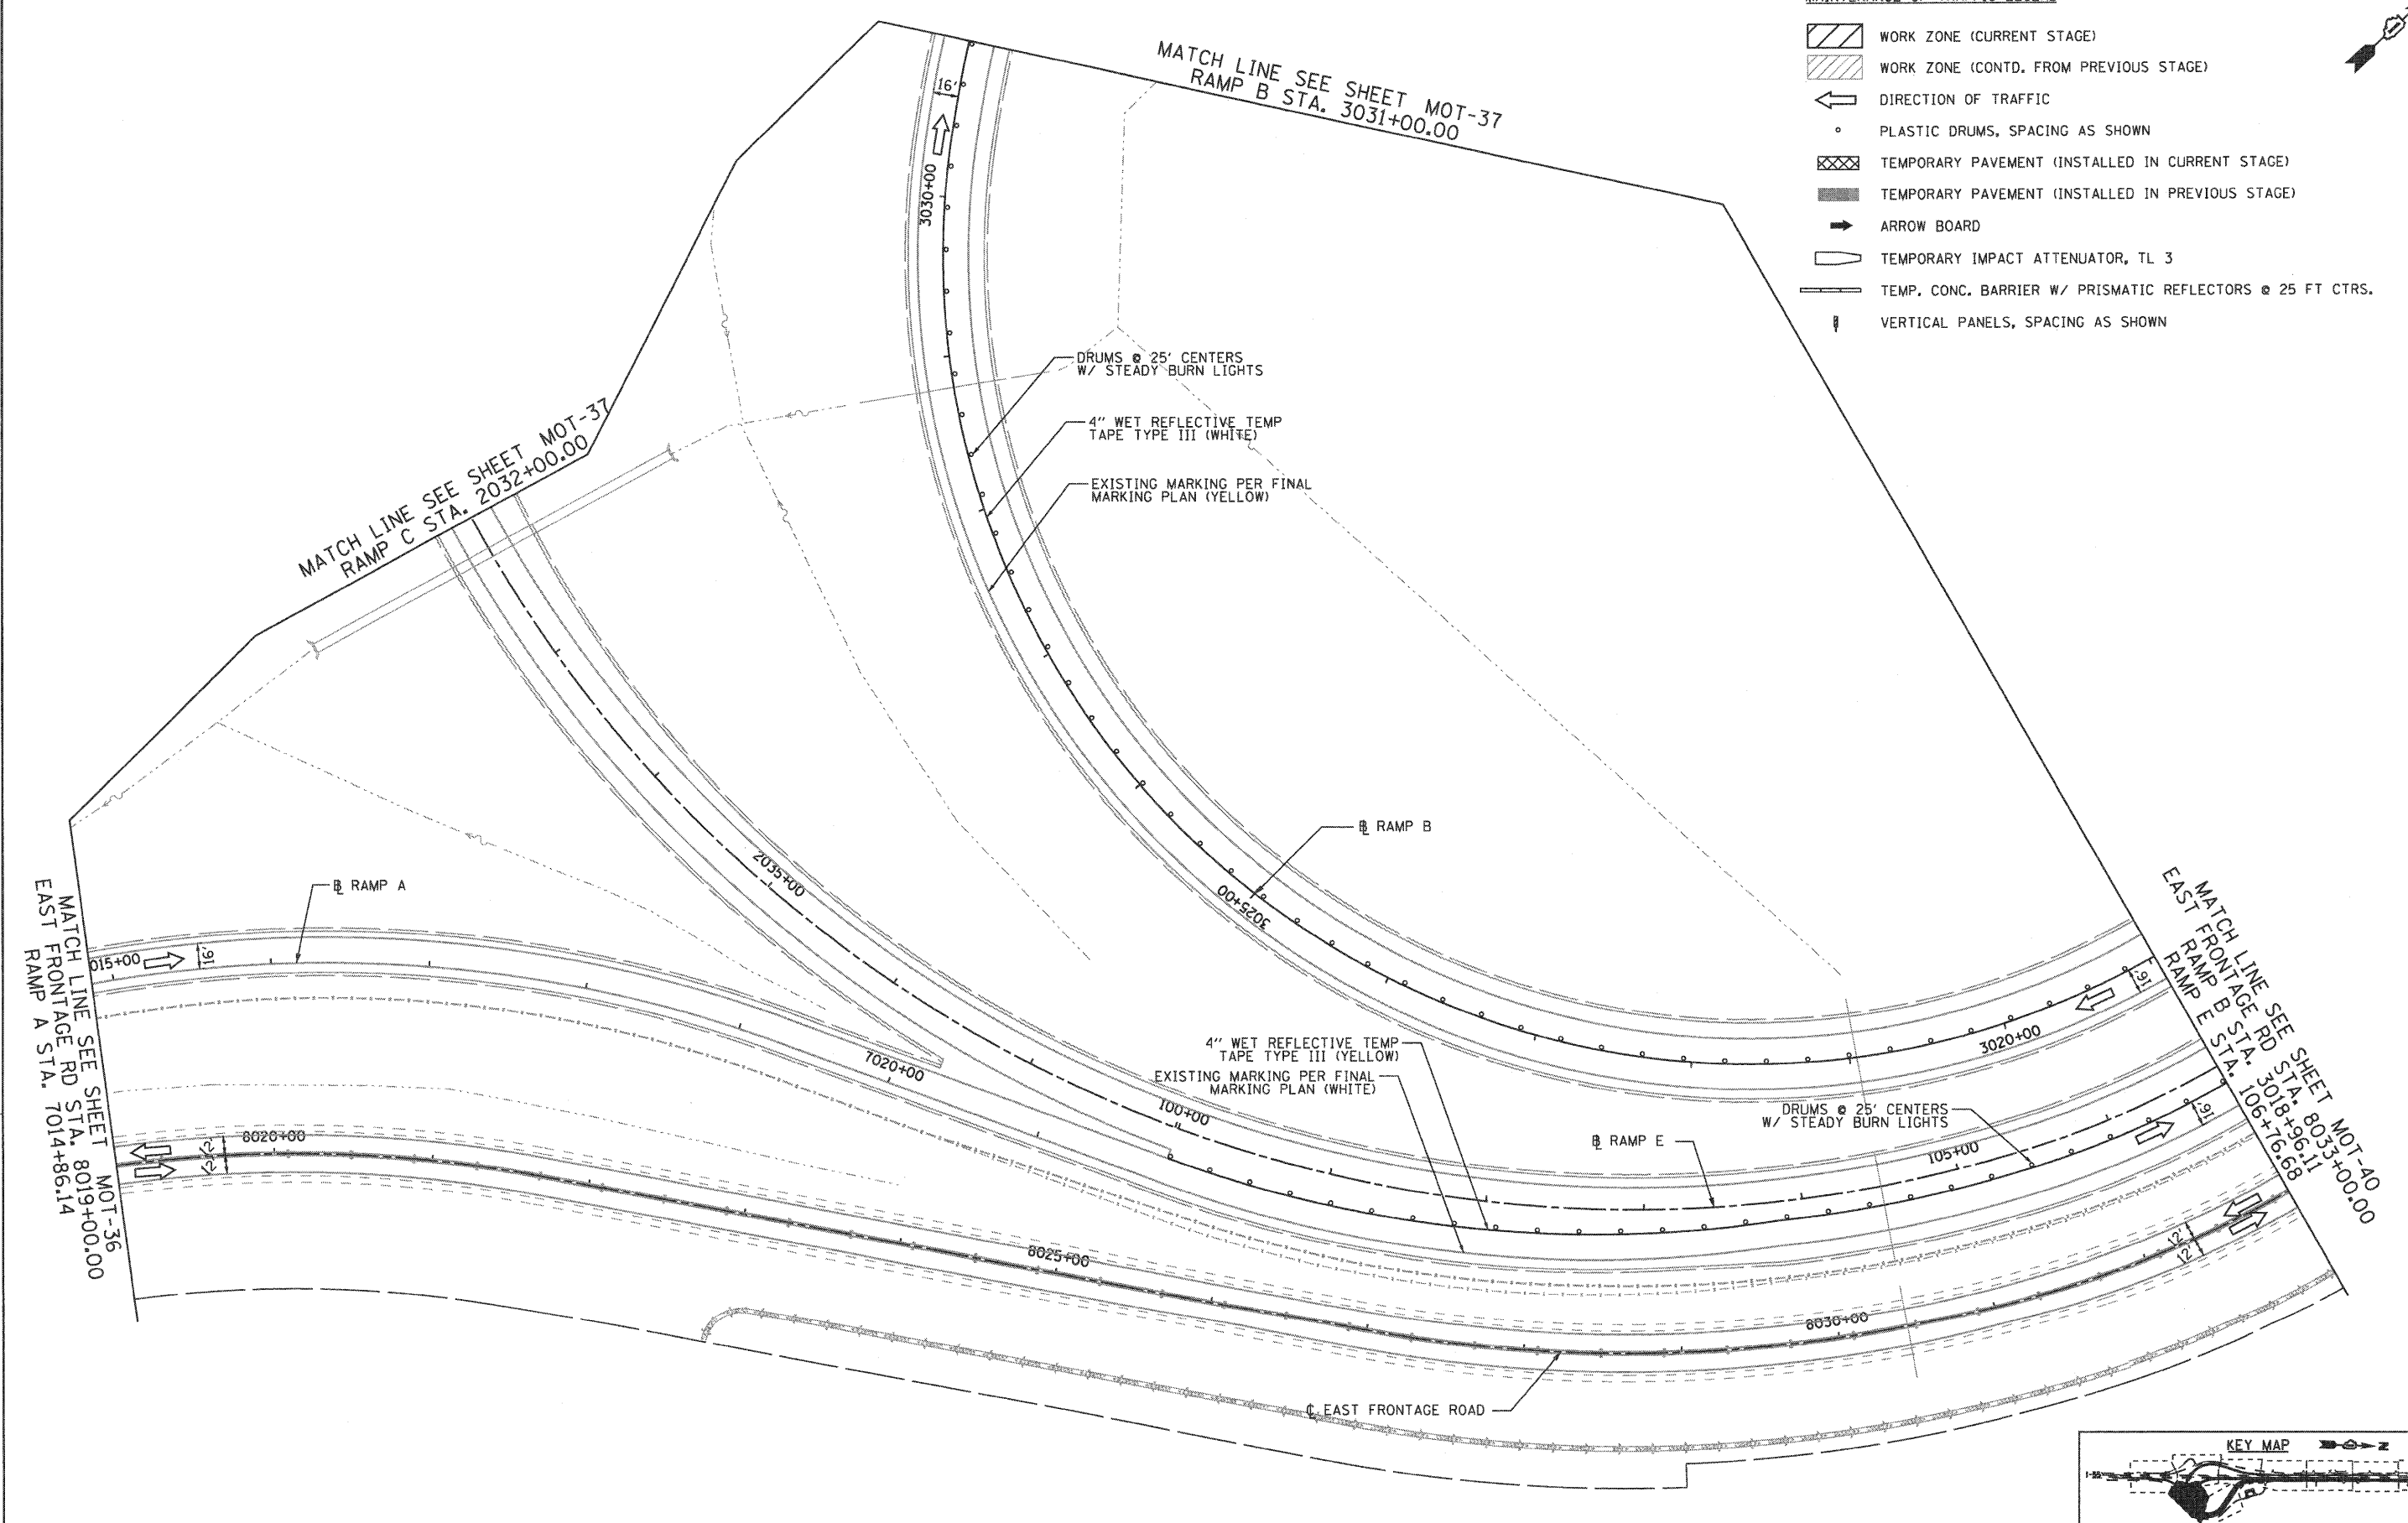 WORK ZONE (CURRENT STAGE)
WORK ZONE (CONTD. FROM PREVIOUS STAGE)
DIRECTION OF TRAFFIC
PLASTIC DRUMS, SPACING AS SHOWN
TEMPORARY PAVEMENT (INSTALLED IN CURRENT STAGE)
TEMPORARY PAVEMENT (INSTALLED IN PREVIOUS STAGE)
ARROW BOARD
TEMPORARY IMPACT ATTENUATOR, TL 3
TEMP. CONC. BARRIER W/ PRISMATIC REFLECTORS @ 25 FT CTRS.
VERTICAL PANELS, SPACING AS SHOWN
MATCH LINE SEE SHEET MOT-37
RAMP B STA. 3031+00.00
16'
3030+00
DRUMS @ 25' CENTERS
W/ STEADY BURN LIGHTS
4" WET REFLECTIVE TEMP
TAPE TYPE III (WHITE)
EXISTING MARKING PER FINAL
MARKING PLAN (YELLOW)
MATCH LINE SEE SHEET MOT-37
RAMP C STA. 2032+00.00
℄ RAMP B
2035+00
3025+00
℄ RAMP A
015+00
16'
MATCH LINE SEE SHEET MOT-36
EAST FRONTAGE RD STA. 8019+00.00
RAMP A STA. 7014+86.14
7020+00
3020+00
16'
4" WET REFLECTIVE TEMP
TAPE TYPE III (YELLOW)
EXISTING MARKING PER FINAL
MARKING PLAN (WHITE)
100+00
DRUMS @ 25' CENTERS
W/ STEADY BURN LIGHTS
℄ RAMP E
105+00
16'
MATCH LINE SEE SHEET MOT-40
EAST FRONTAGE RD STA. 8033+00.00
RAMP B STA. 3018+96.11
RAMP E STA. 106+76.68
8020+00
12'
12'
8025+00
8030+00
12'
12'
℄ EAST FRONTAGE ROAD
KEY MAP
Z